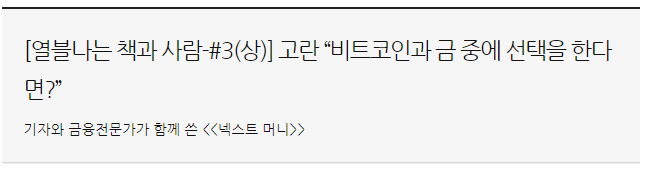 [열블나는 책과 사람-#3(상)] 고란 “비트코인과 금 중에 선택을 한다
면?”
기자와 금융전문가가 함께 쓴 <<넥스트 머니>>